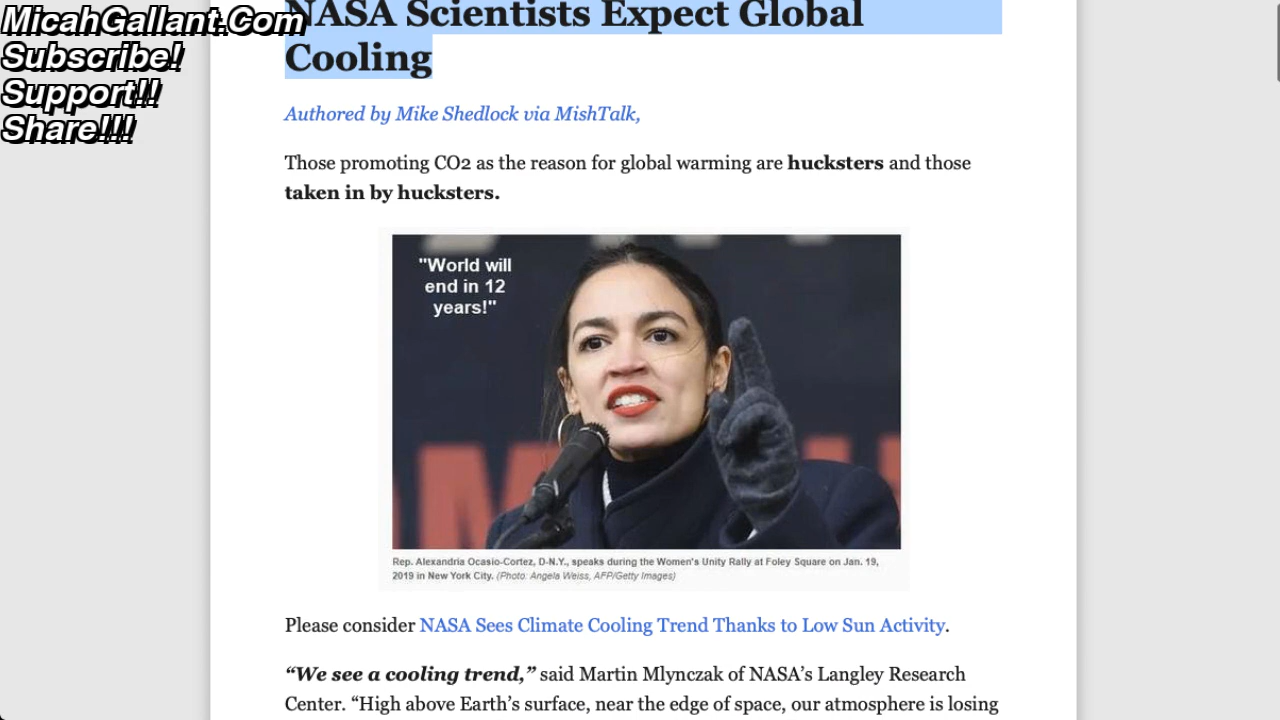 MicahGallant.Com
Subscribe!
Support!!
Share!!!
NASA Scientists Expect Global
Cooling
Authored by Mike Shedlock via MishTalk,
Those promoting CO2 as the reason for global warming are hucksters and those
taken in by hucksters.
"World will
end in 12
years!"
Rep. Alexandria Ocasio-Cortez, D-N.Y., speaks during the Women's Unity Rally at Foley Square on Jan. 19,
2019 in New York City. (Photo: Angela Weiss, AFP/Getty Images)
Please consider NASA Sees Climate Cooling Trend Thanks to Low Sun Activity.
“We see a cooling trend,” said Martin Mlynczak of NASA’s Langley Research
Center. “High above Earth’s surface, near the edge of space, our atmosphere is losing